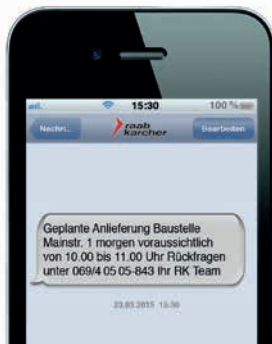 15:30 100 %
Nachr... raab karcher Bearbeiten
Geplante Anlieferung Baustelle
Mainstr. 1 morgen voraussichtlich
von 10.00 bis 11.00 Uhr Rückfragen
unter 069/4 05 05-843 Ihr RK Team
23.03.2015 15:30